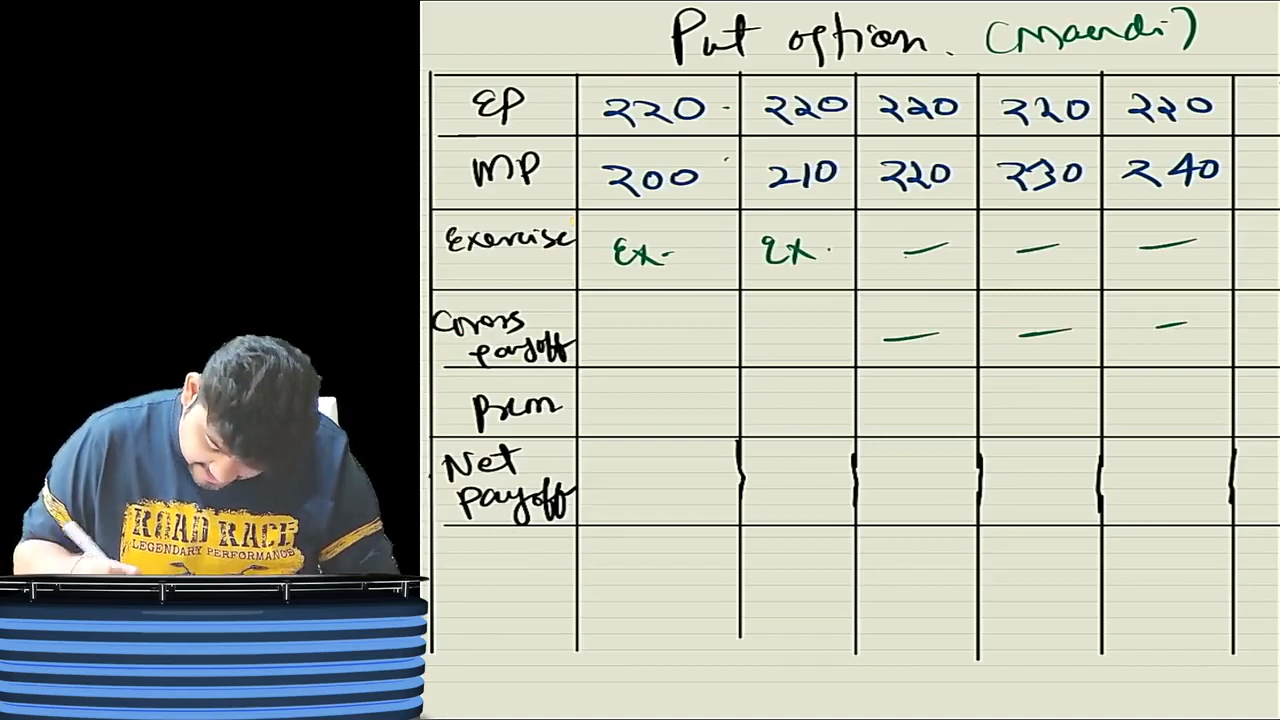 Put option. (Mandi)
EP 220 220 220 220 220
MP 200 210 220 230 240
Exercise Ex. Ex. — — —
Gross payoff — — —
Prem
Net payoff
ROAD RACE
LEGENDARY PERFORMANCE